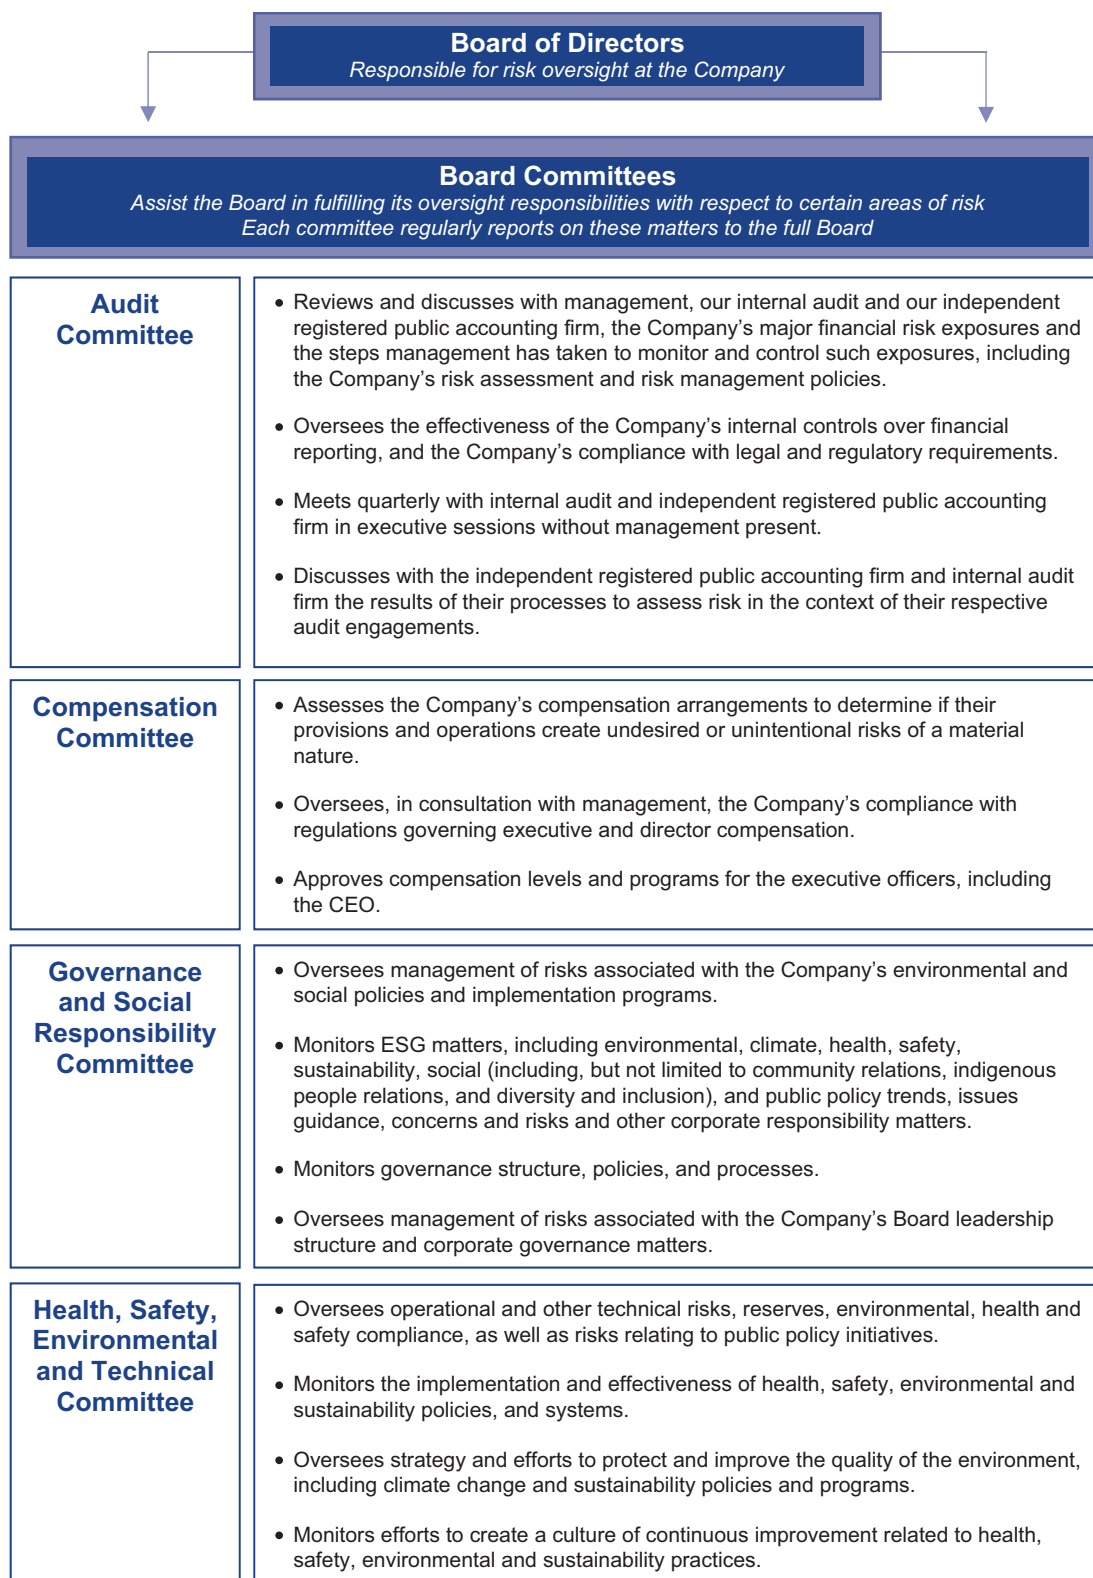 Board of Directors
Responsible for risk oversight at the Company
Board Committees
Assist the Board in fulfilling its oversight responsibilities with respect to certain areas of risk
Each committee regularly reports on these matters to the full Board
Audit
Committee
• Reviews and discusses with management, our internal audit and our independent
registered public accounting firm, the Company’s major financial risk exposures and
the steps management has taken to monitor and control such exposures, including
the Company’s risk assessment and risk management policies.
• Oversees the effectiveness of the Company’s internal controls over financial
reporting, and the Company’s compliance with legal and regulatory requirements.
• Meets quarterly with internal audit and independent registered public accounting
firm in executive sessions without management present.
• Discusses with the independent registered public accounting firm and internal audit
firm the results of their processes to assess risk in the context of their respective
audit engagements.
Compensation
Committee
• Assesses the Company’s compensation arrangements to determine if their
provisions and operations create undesired or unintentional risks of a material
nature.
• Oversees, in consultation with management, the Company’s compliance with
regulations governing executive and director compensation.
• Approves compensation levels and programs for the executive officers, including
the CEO.
Governance
and Social
Responsibility
Committee
• Oversees management of risks associated with the Company’s environmental and
social policies and implementation programs.
• Monitors ESG matters, including environmental, climate, health, safety,
sustainability, social (including, but not limited to community relations, indigenous
people relations, and diversity and inclusion), and public policy trends, issues
guidance, concerns and risks and other corporate responsibility matters.
• Monitors governance structure, policies, and processes.
• Oversees management of risks associated with the Company’s Board leadership
structure and corporate governance matters.
Health, Safety,
Environmental
and Technical
Committee
• Oversees operational and other technical risks, reserves, environmental, health and
safety compliance, as well as risks relating to public policy initiatives.
• Monitors the implementation and effectiveness of health, safety, environmental and
sustainability policies, and systems.
• Oversees strategy and efforts to protect and improve the quality of the environment,
including climate change and sustainability policies and programs.
• Monitors efforts to create a culture of continuous improvement related to health,
safety, environmental and sustainability practices.